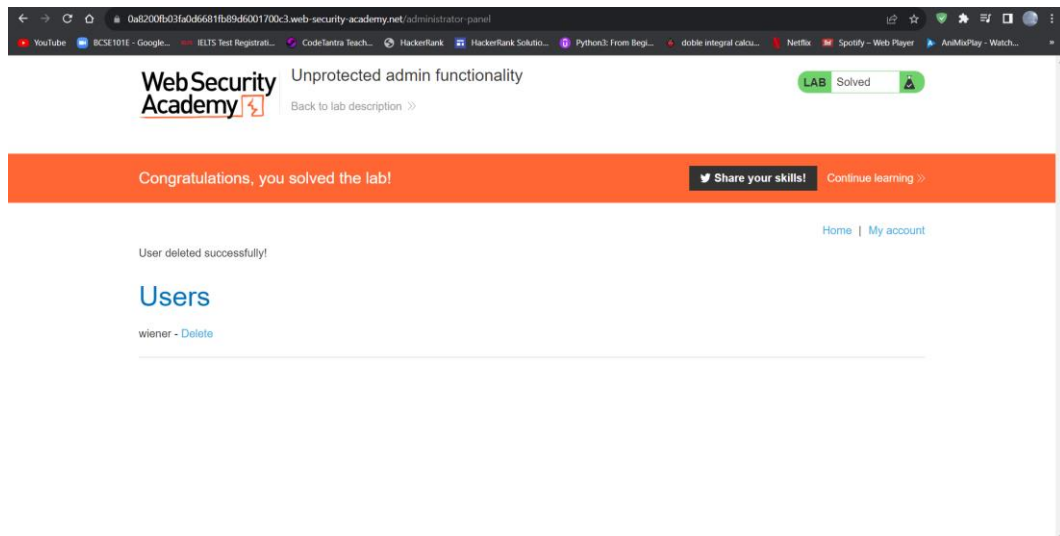 0a8200fb03fa0d6681fb89d6001700c3.web-security-academy.net/administrator-panel
YouTube BCSE101E - Google... IELTS Test Registrati... CodeTantra Teach... HackerRank HackerRank Solutio... Python3: From Begi... doble integral calcu... Netflix Spotify – Web Player AniMixPlay - Watch... »
Web Security Academy
Unprotected admin functionality
Back to lab description »
LAB Solved
Congratulations, you solved the lab!
Share your skills! Continue learning »
Home | My account
User deleted successfully!
Users
wiener - Delete